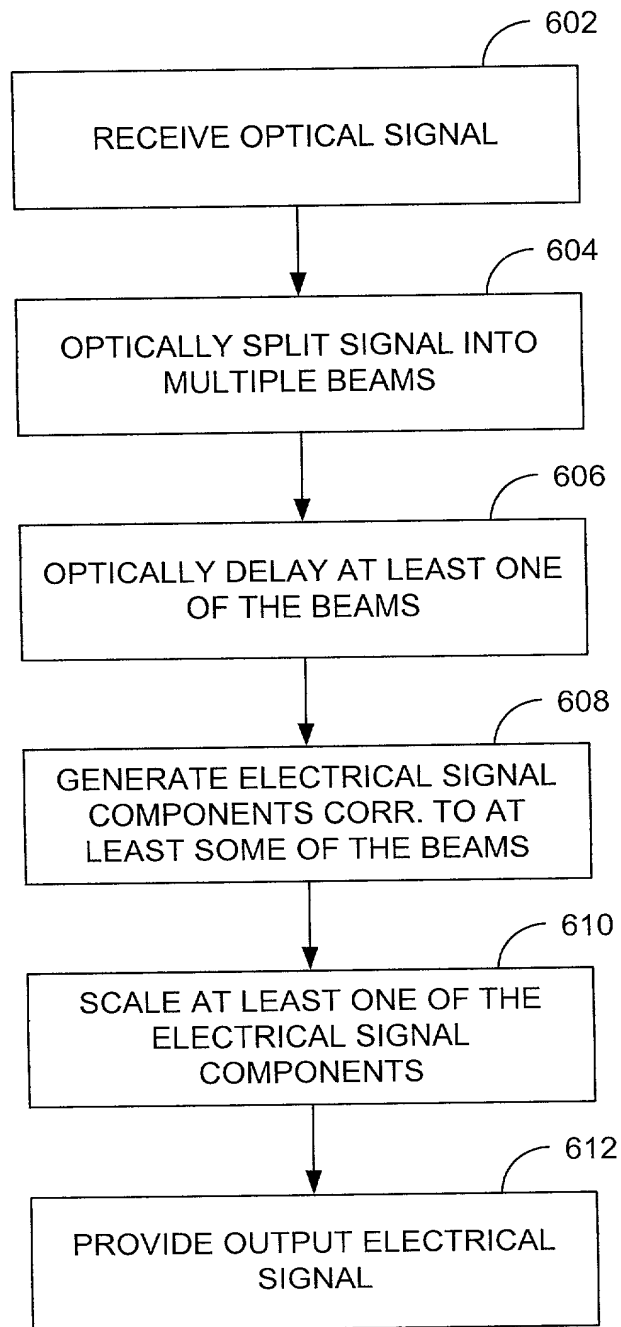 602
RECEIVE OPTICAL SIGNAL
604
OPTICALLY SPLIT SIGNAL INTO
MULTIPLE BEAMS
606
OPTICALLY DELAY AT LEAST ONE
OF THE BEAMS
608
GENERATE ELECTRICAL SIGNAL
COMPONENTS CORR. TO AT
LEAST SOME OF THE BEAMS
610
SCALE AT LEAST ONE OF THE
ELECTRICAL SIGNAL
COMPONENTS
612
PROVIDE OUTPUT ELECTRICAL
SIGNAL